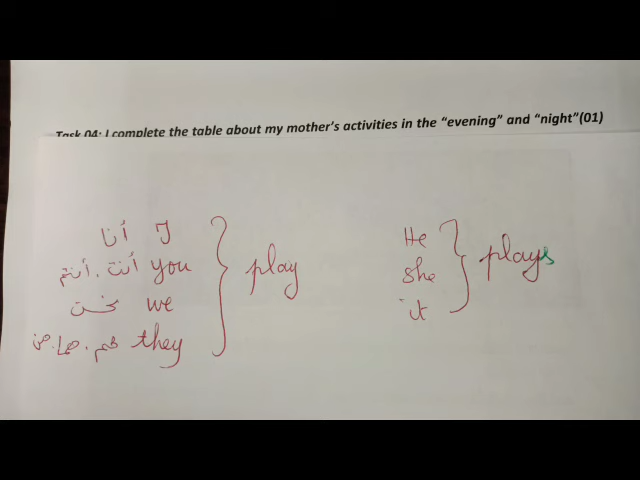 Task 04: I complete the table about my mother's activities in the "evening" and "night"(01)
أنا I
أنت . أنتم you
نحن we
هم . هما . هن they
play
He
She
it
plays